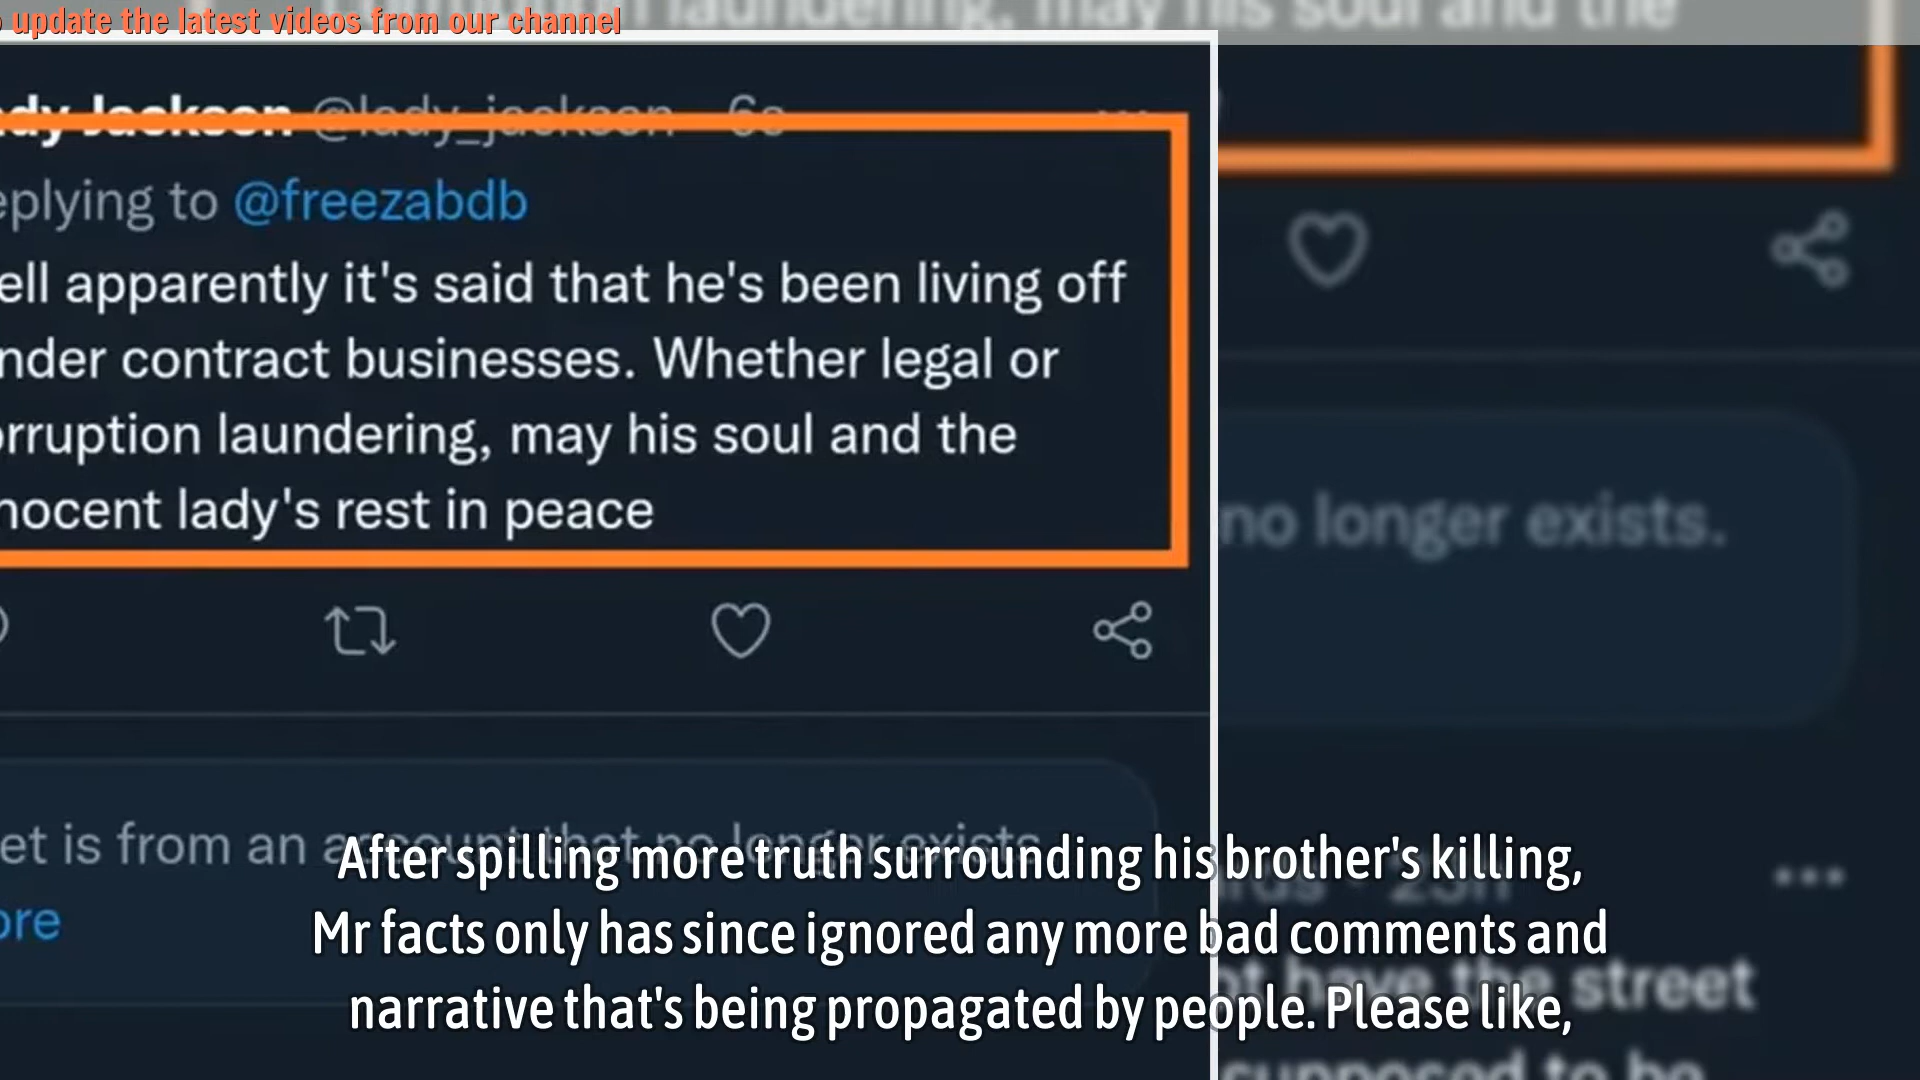 update the latest videos from our channel
laundering, may his soul and the
dy Jackson @lady_jackson 6s
eplying to @freezabdb
ell apparently it's said that he's been living off
nder contract businesses. Whether legal or
orruption laundering, may his soul and the
nocent lady's rest in peace
no longer exists.
et is from an account that no longer exists
ore
23h
ot have the street
supposed to be
After spilling more truth surrounding his brother's killing,
Mr facts only has since ignored any more bad comments and
narrative that's being propagated by people. Please like,